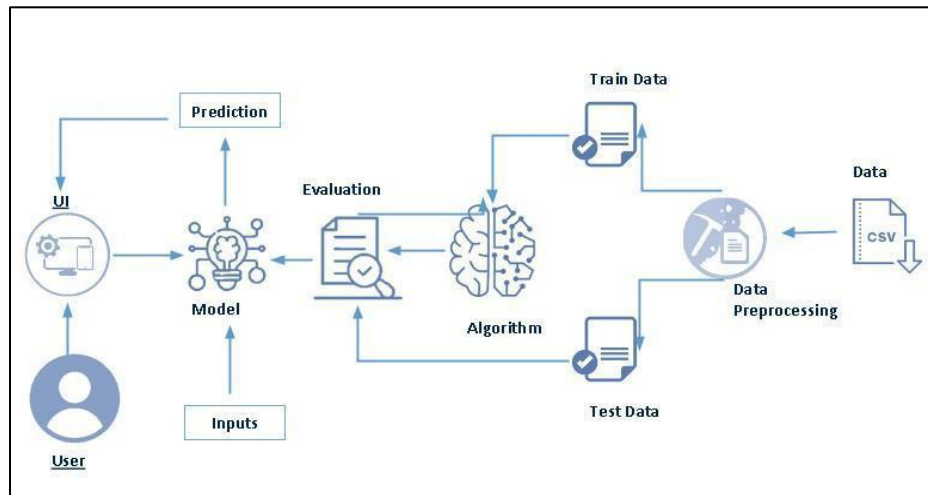 Train Data
Prediction
Data
UI
Evaluation
CSV
Model
Algorithm
Data
Preprocessing
Inputs
Test Data
User